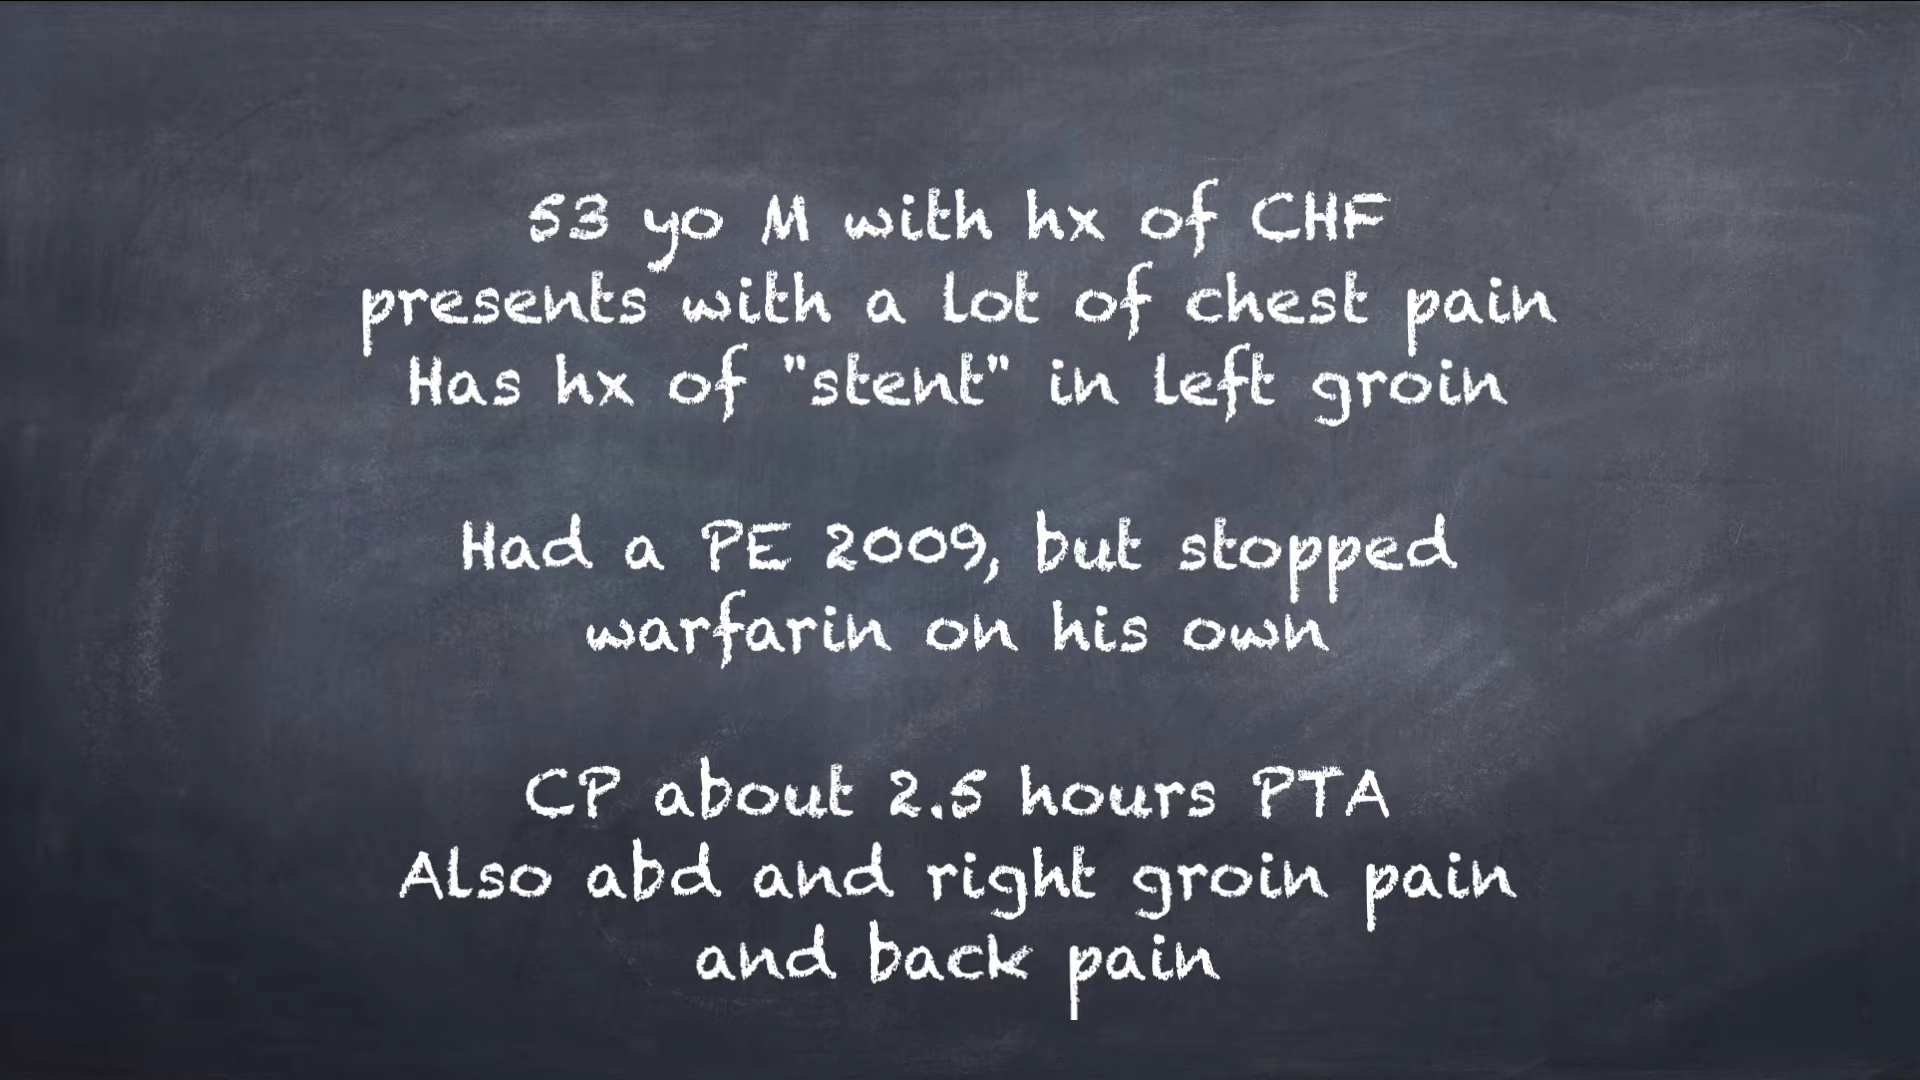 53 yo M with hx of CHF
presents with a lot of chest pain
Has hx of "stent" in left groin
Had a PE 2009, but stopped
warfarin on his own
CP about 2.5 hours PTA
Also abd and right groin pain
and back pain